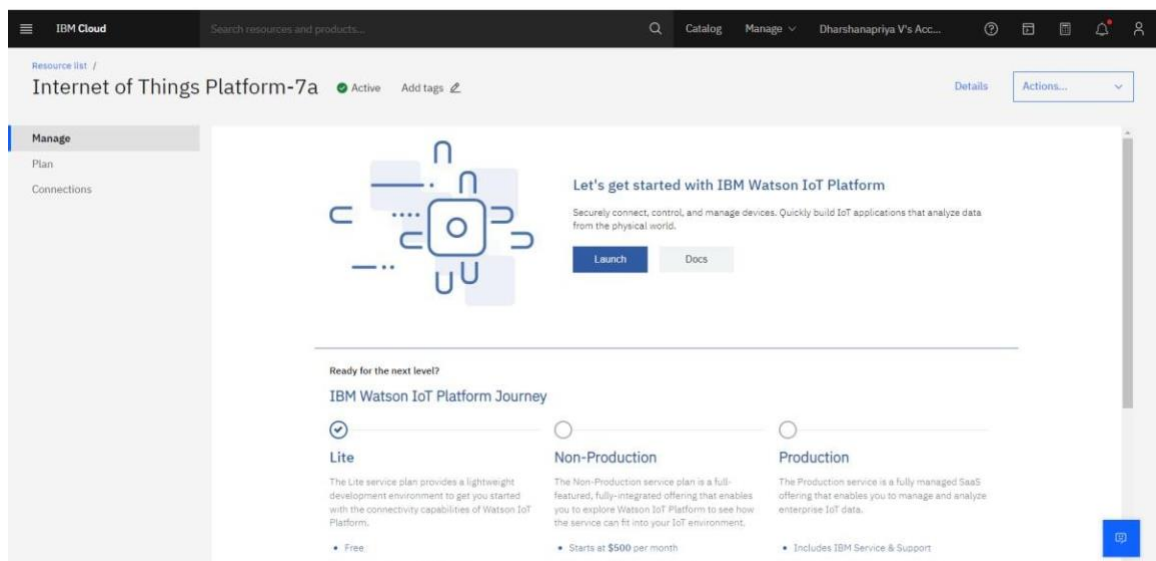 IBM Cloud
Search resources and products...
Catalog
Manage
Dharshanapriya V's Acc...
Resource list /
Internet of Things Platform-7a
Active
Add tags
Details
Actions...
Manage
Plan
Connections
Let's get started with IBM Watson IoT Platform
Securely connect, control, and manage devices. Quickly build IoT applications that analyze data
from the physical world.
Launch
Docs
Ready for the next level?
IBM Watson IoT Platform Journey
Lite
The Lite service plan provides a lightweight
development environment to get you started
with the connectivity capabilities of Watson IoT
Platform.
• Free
Non-Production
The Non-Production service plan is a full-
featured, fully-integrated offering that enables
you to explore Watson IoT Platform to see how
the service can fit into your IoT environment.
• Starts at $500 per month
Production
The Production service is a fully managed SaaS
offering that enables you to manage and analyze
enterprise IoT data.
• Includes IBM Service & Support